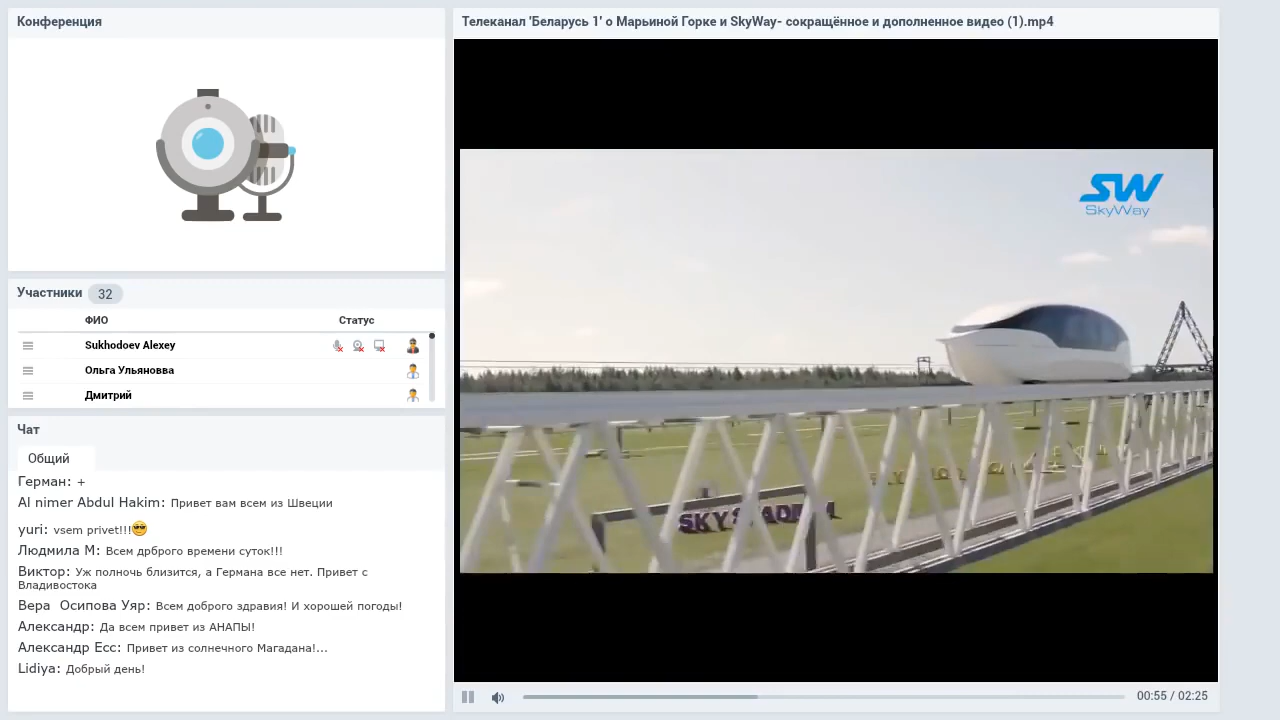 Конференция
Участники 32
ФИО Статус
Sukhodoev Alexey
Ольга Ульяновва
Дмитрий
Чат
Общий
Герман: +
Al nimer Abdul Hakim: Привет вам всем из Швеции
yuri: vsem privet!!!
Людмила М: Всем дрброго времени суток!!!
Виктор: Уж полночь близится, а Германа все нет. Привет с
Владивостока
Вера Осипова Уяр: Всем доброго здравия! И хорошей погоды!
Александр: Да всем привет из АНАПЫ!
Александр Есс: Привет из солнечного Магадана!...
Lidiya: Добрый день!
Телеканал 'Беларусь 1' о Марьиной Горке и SkyWay- сокращённое и дополненное видео (1).mp4
SW
SkyWay
00:55 / 02:25